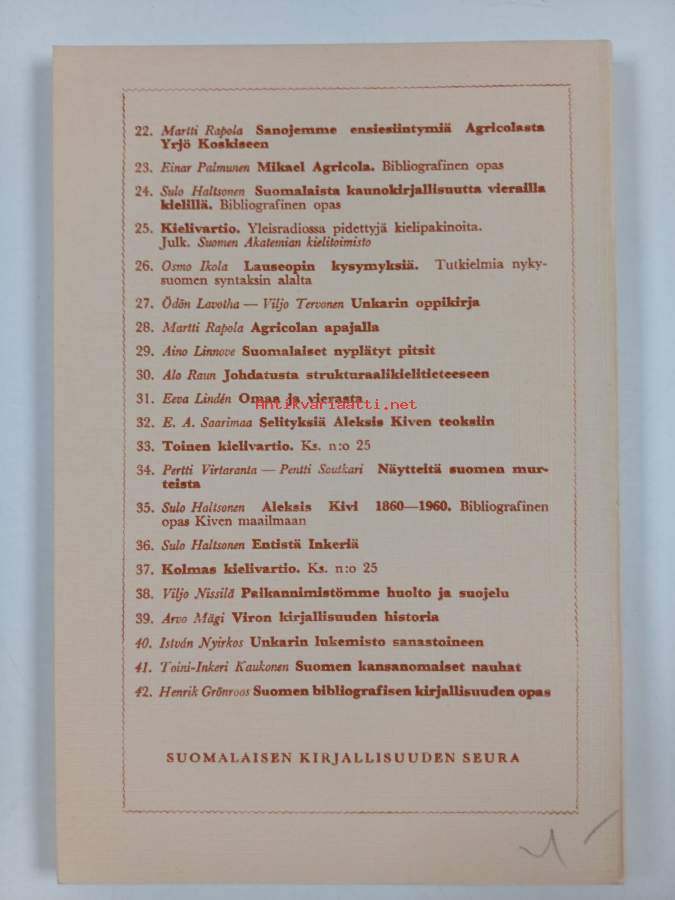 22. Martti Rapola Sanojemme ensiesiintymiä Agricolasta
Yrjö Koskiseen
23. Einar Palmunen Mikael Agricola. Bibliografinen opas
24. Sulo Haltsonen Suomalaista kaunokirjallisuutta vierailla
kielillä. Bibliografinen opas
25. Kielivartio. Yleisradiossa pidettyjä kielipakinoita.
Julk. Suomen Akatemian kielitoimisto
26. Osmo Ikola Lauseopin kysymyksiä. Tutkielmia nyky-
suomen syntaksin alalta
27. Ödön Lavotha — Viljo Tervonen Unkarin oppikirja
28. Martti Rapola Agricolan apajalla
29. Aino Linnove Suomalaiset nyplätyt pitsit
30. Alo Raun Johdatusta strukturaalikielitieteeseen
31. Eeva Lindén Omaa ja vierasta
Antikvariaatti.net
32. E. A. Saarimaa Selityksiä Aleksis Kiven teoksiin
33. Toinen kielivartio. Ks. n:o 25
34. Pertti Virtaranta — Pentti Soutkari Näytteitä suomen mur-
teista
35. Sulo Haltsonen Aleksis Kivi 1860—1960. Bibliografinen
opas Kiven maailmaan
36. Sulo Haltsonen Entistä Inkeriä
37. Kolmas kielivartio. Ks. n:o 25
38. Viljo Nissilä Paikannimistömme huolto ja suojelu
39. Arvo Mägi Viron kirjallisuuden historia
40. István Nyirkos Unkarin lukemisto sanastoineen
41. Toini-Inkeri Kaukonen Suomen kansanomaiset nauhat
42. Henrik Grönroos Suomen bibliografisen kirjallisuuden opas
SUOMALAISEN KIRJALLISUUDEN SEURA